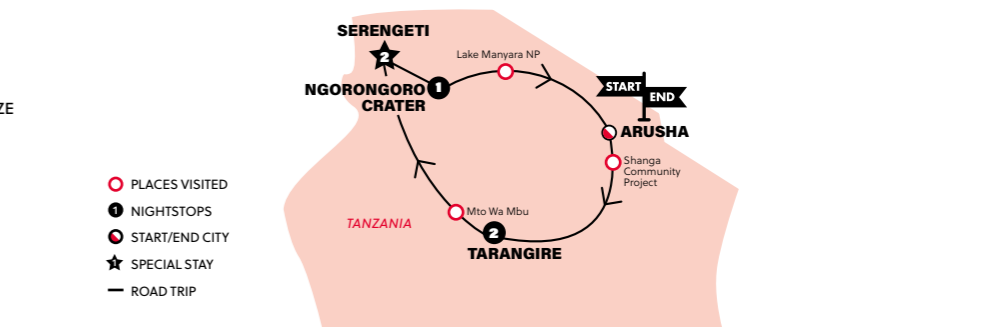 SERENGETI
2
Lake Manyara NP
NGORONGORO
CRATER
1
START
END
ZE
ARUSHA
Shanga
Community
Project
PLACES VISITED
1 NIGHTSTOPS
START/END CITY
1 SPECIAL STAY
ROAD TRIP
TANZANIA
Mto Wa Mbu
2
TARANGIRE